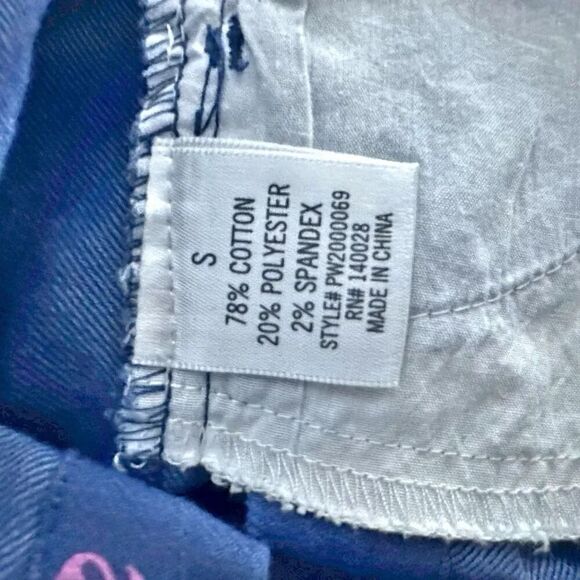 S
78% COTTON
20% POLYESTER
2% SPANDEX
STYLE# PW2000069
RN# 140028
MADE IN CHINA